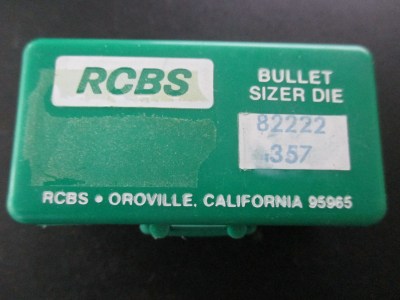 RCBS
BULLET
SIZER DIE
82222
.357
RCBS • OROVILLE, CALIFORNIA 95965